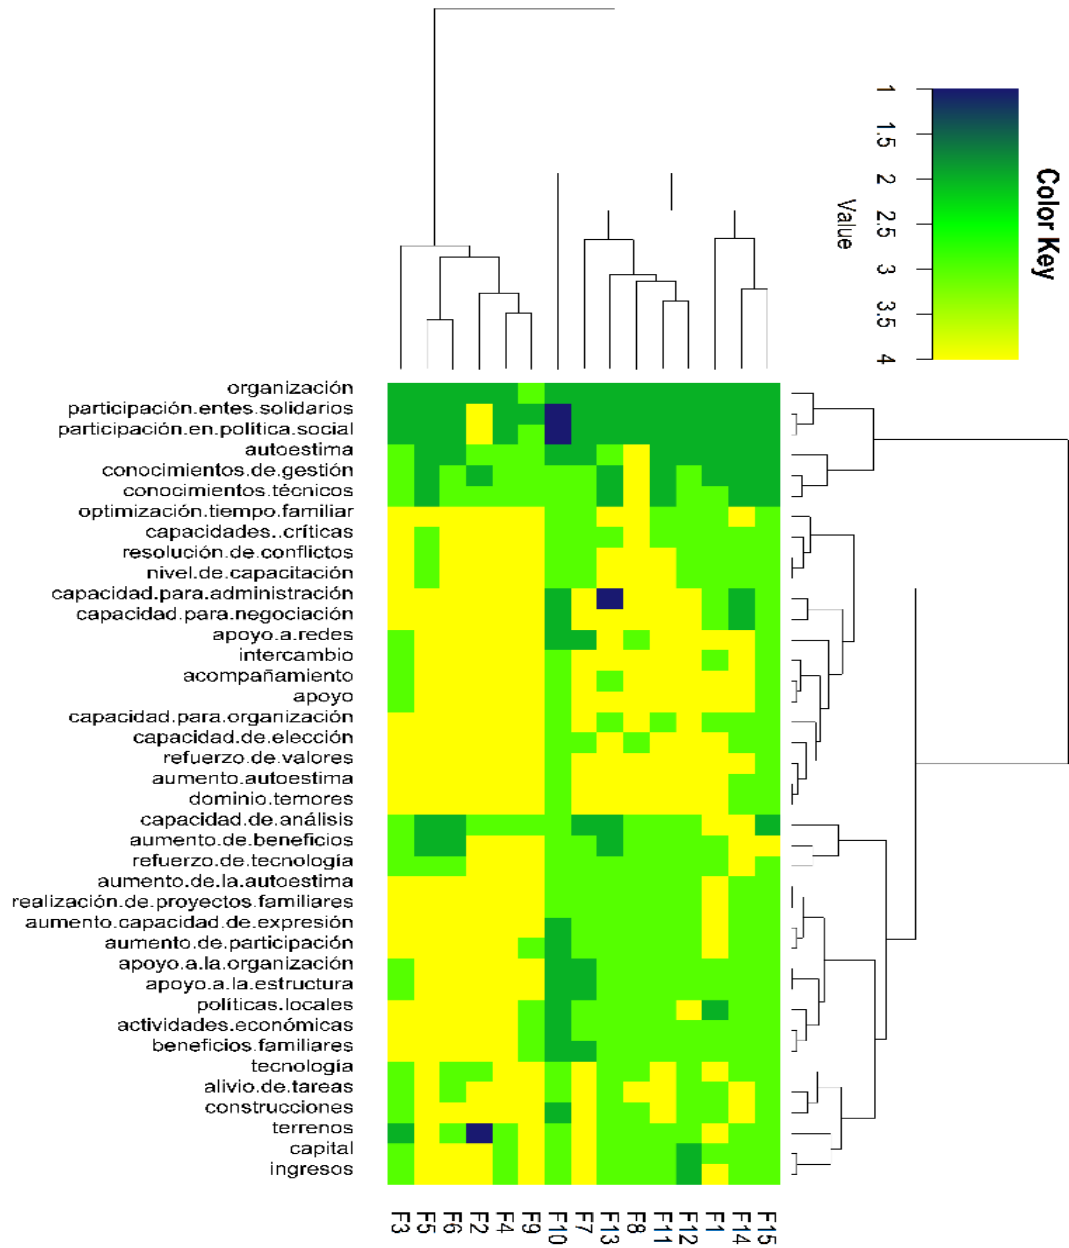 Color Key
1 1.5 2 2.5 3 3.5 4
Value
organización
participación.entes.solidarios
participación.en.política.social
autoestima
conocimientos.de.gestión
conocimientos.técnicos
optimización.tiempo.familiar
capacidades..críticas
resolución.de.conflictos
nivel.de.capacitación
capacidad.para.administración
capacidad.para.negociación
apoyo.a.redes
intercambio
acompañamiento
apoyo
capacidad.para.organización
capacidad.de.elección
refuerzo.de.valores
aumento.autoestima
dominio.temores
capacidad.de.análisis
aumento.de.beneficios
refuerzo.de.tecnología
aumento.de.la.autoestima
realización.de.proyectos.familiares
aumento.capacidad.de.expresión
aumento.de.participación
apoyo.a.la.organización
apoyo.a.la.estructura
políticas.locales
actividades.económicas
beneficios.familiares
tecnología
alivio.de.tareas
construcciones
terrenos
capital
ingresos
F3 F5 F6 F2 F4 F9 F10 F7 F13 F8 F11 F12 F1 F14 F15